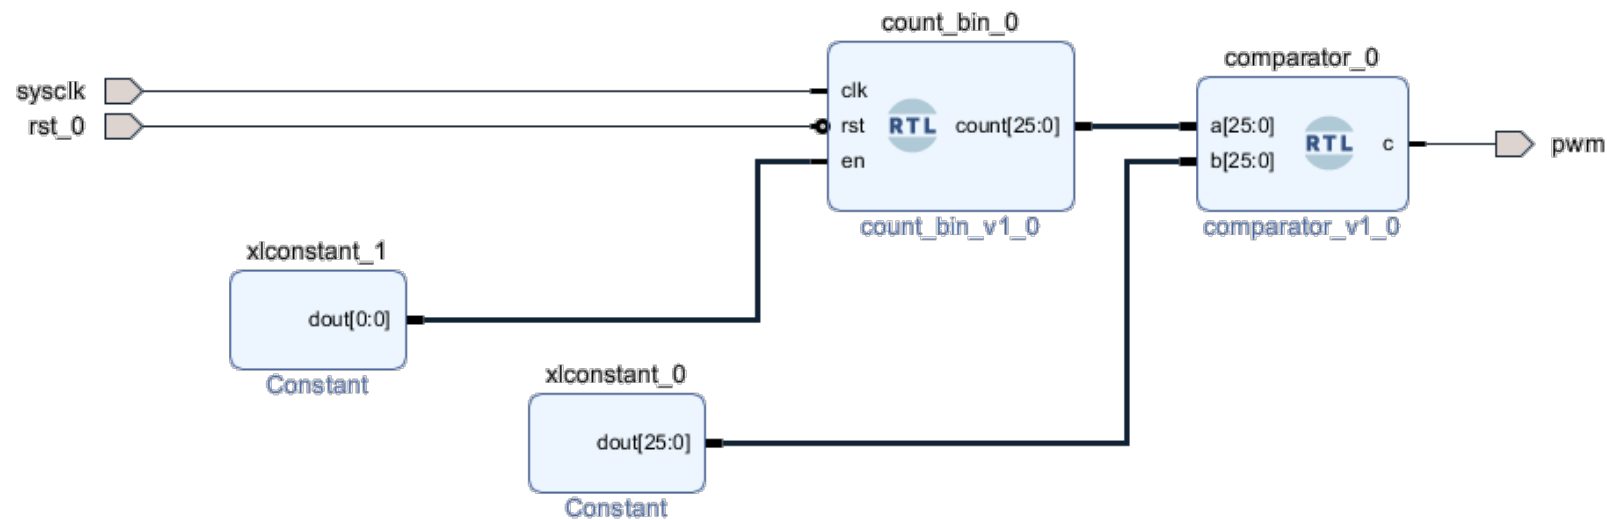 count_bin_0
sysclk
rst_0
clk
rst
en
RTL
count[25:0]
count_bin_v1_0
comparator_0
a[25:0]
b[25:0]
RTL
c
comparator_v1_0
pwm
xlconstant_1
dout[0:0]
Constant
xlconstant_0
dout[25:0]
Constant